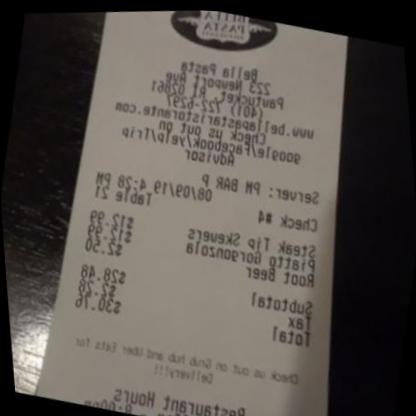 BELLA
PASTA
RISTORANTE
Bella Pasta
223 Newport Ave
Pawtucket RI 02861
(401) 722-6297
www.bellapastaristorante.com
Check us out on
google/Facebook/yelp/Trip
Advisor
Server: PM BAR P
08/09/19 4:28 PM
Check #4 Table 21
Steak Tip Skewers $12.99
Piatto Gorgonzola $12.99
Root Beer $2.50
Subtotal $28.48
Tax $2.28
Total $30.76
Check us out on Grub hub and Uber Eats for
Delivery!!!
Restaurant Hours